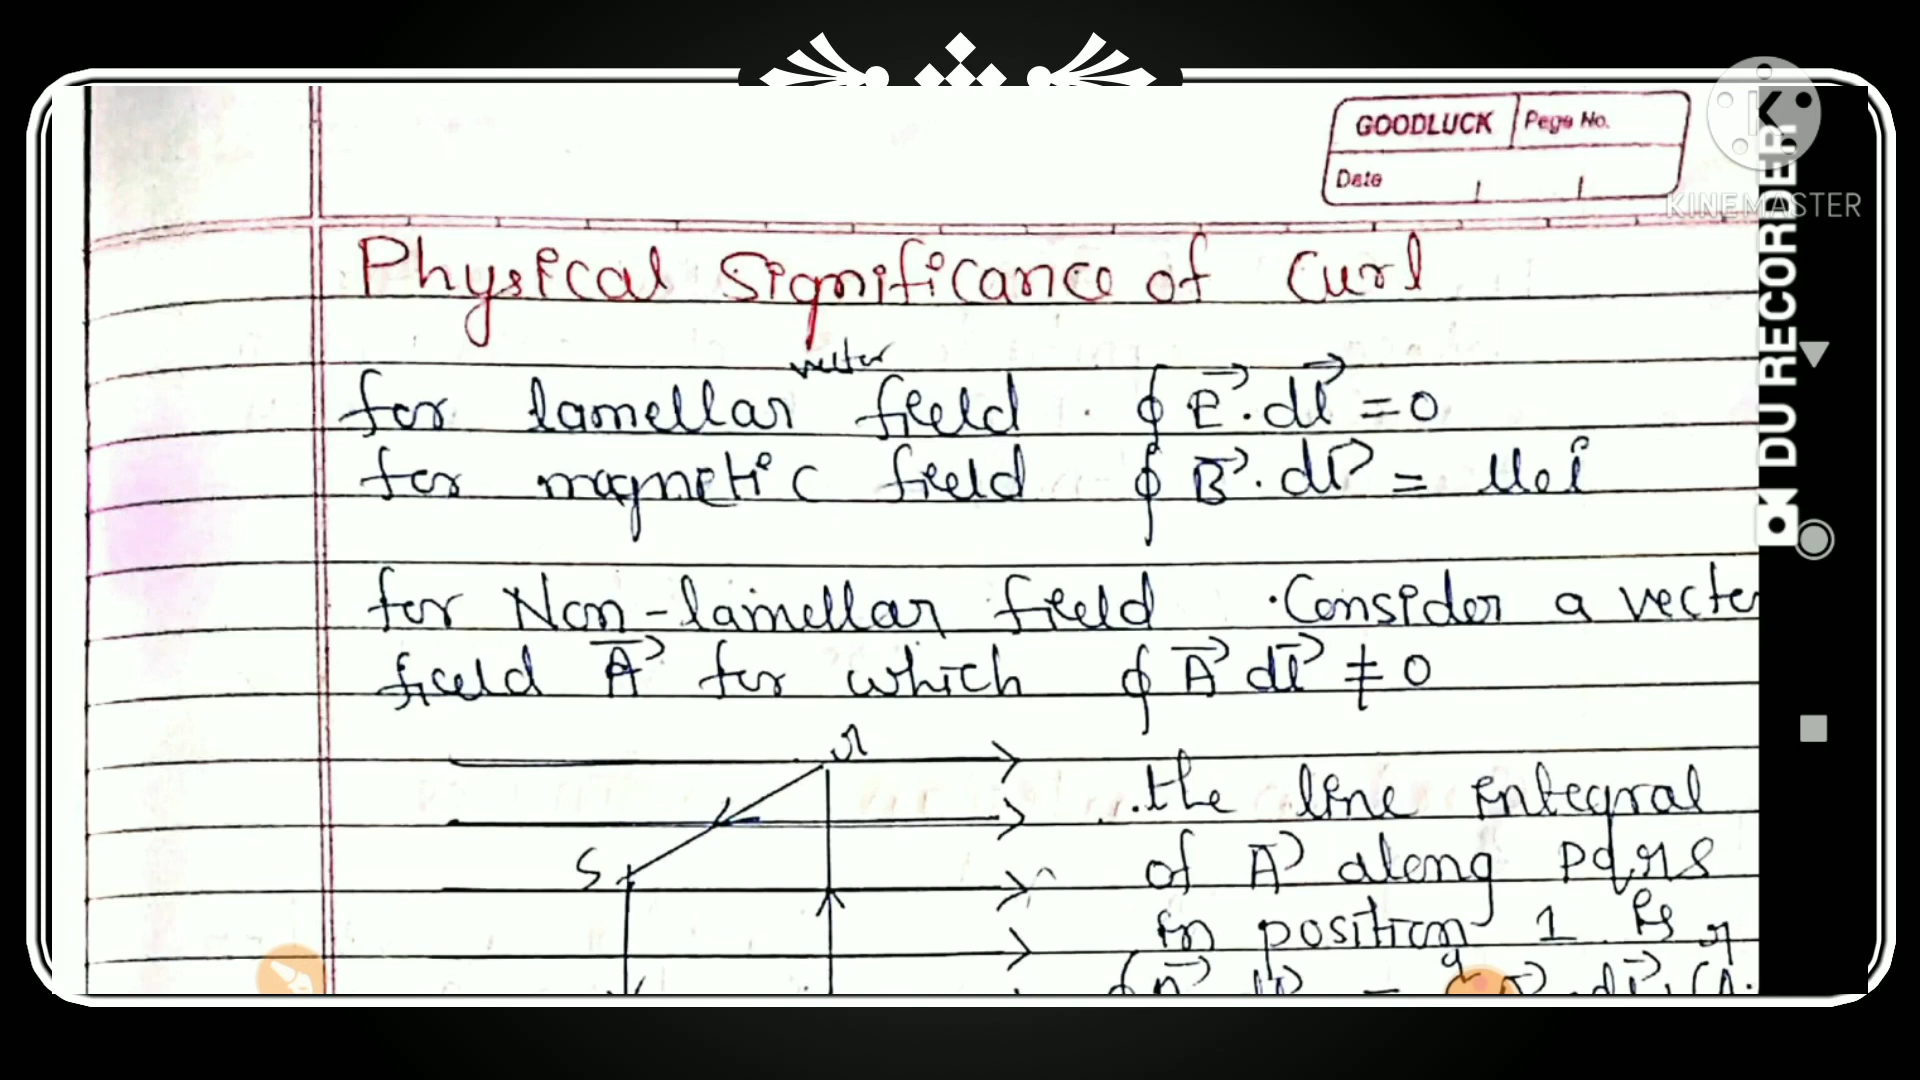 GOODLUCK Page No.
Date
KINEMASTER
DU RECORDER
Physical Significance of Curl
vector
for lamellar field . ∮ E⃗.dl⃗ = 0
for magnetic field ∮ B⃗.dl⃗ = μ₀i
for Non-lamellar field . Consider a vecto
field A⃗ for which ∮ A⃗ dl⃗ ≠ 0
r
.the line integral
S
of A⃗ along pqrs
in position 1 is